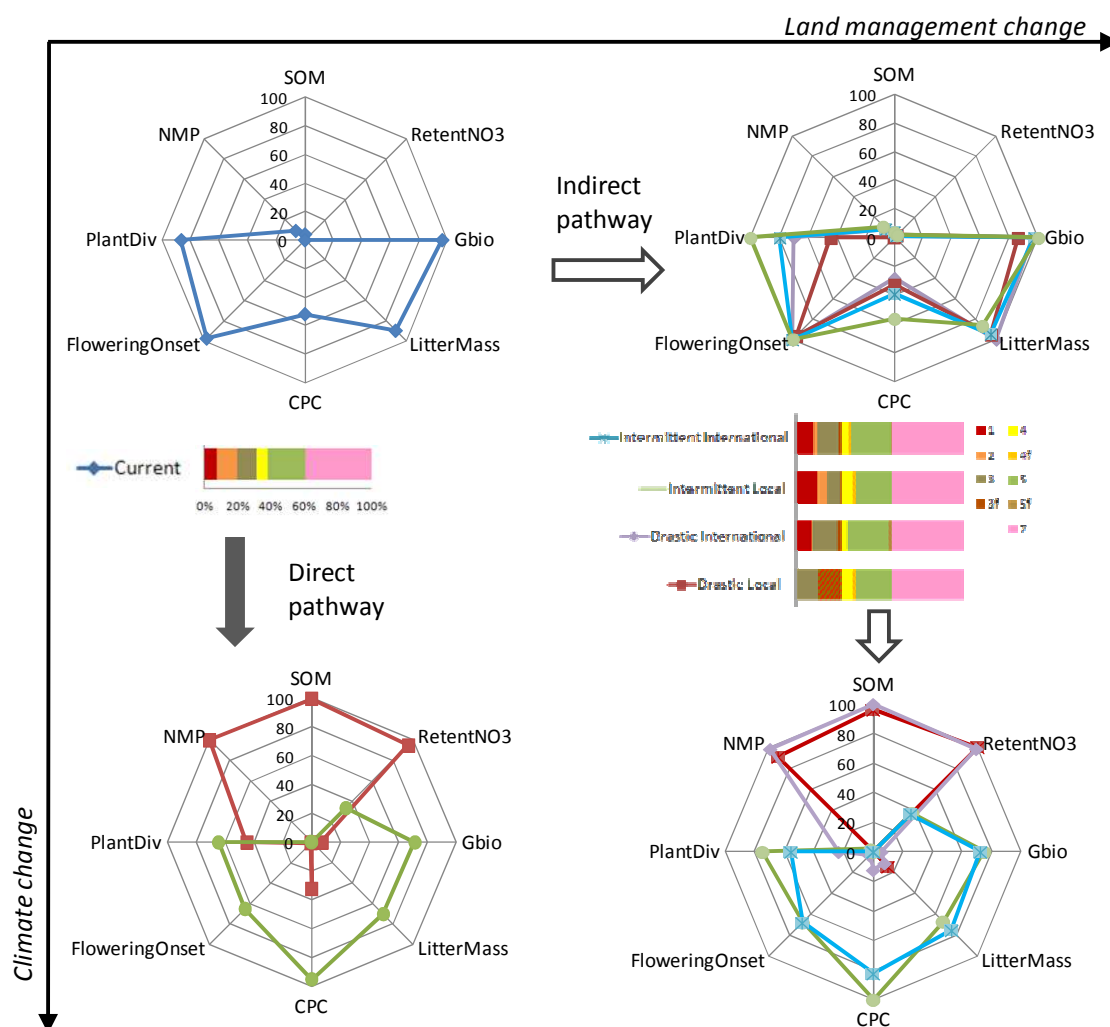 Land management change
SOM
100
80
60
40
20
0
NMP
RetentNO3
PlantDiv
Gbio
FloweringOnset
LitterMass
CPC
Indirect
pathway
SOM
100
80
60
40
20
0
NMP
RetentNO3
PlantDiv
Gbio
FloweringOnset
LitterMass
CPC
Current
0% 20% 40% 60% 80% 100%
Intermittent International
Intermittent Local
Drastic International
Drastic Local
1 4
2 4f
3 5
3f 5f
7
Direct
pathway
SOM
100
80
60
40
20
0
NMP
RetentNO3
PlantDiv
Gbio
FloweringOnset
LitterMass
CPC
SOM
100
80
60
40
20
0
NMP
RetentNO3
PlantDiv
Gbio
FloweringOnset
LitterMass
CPC
Climate change